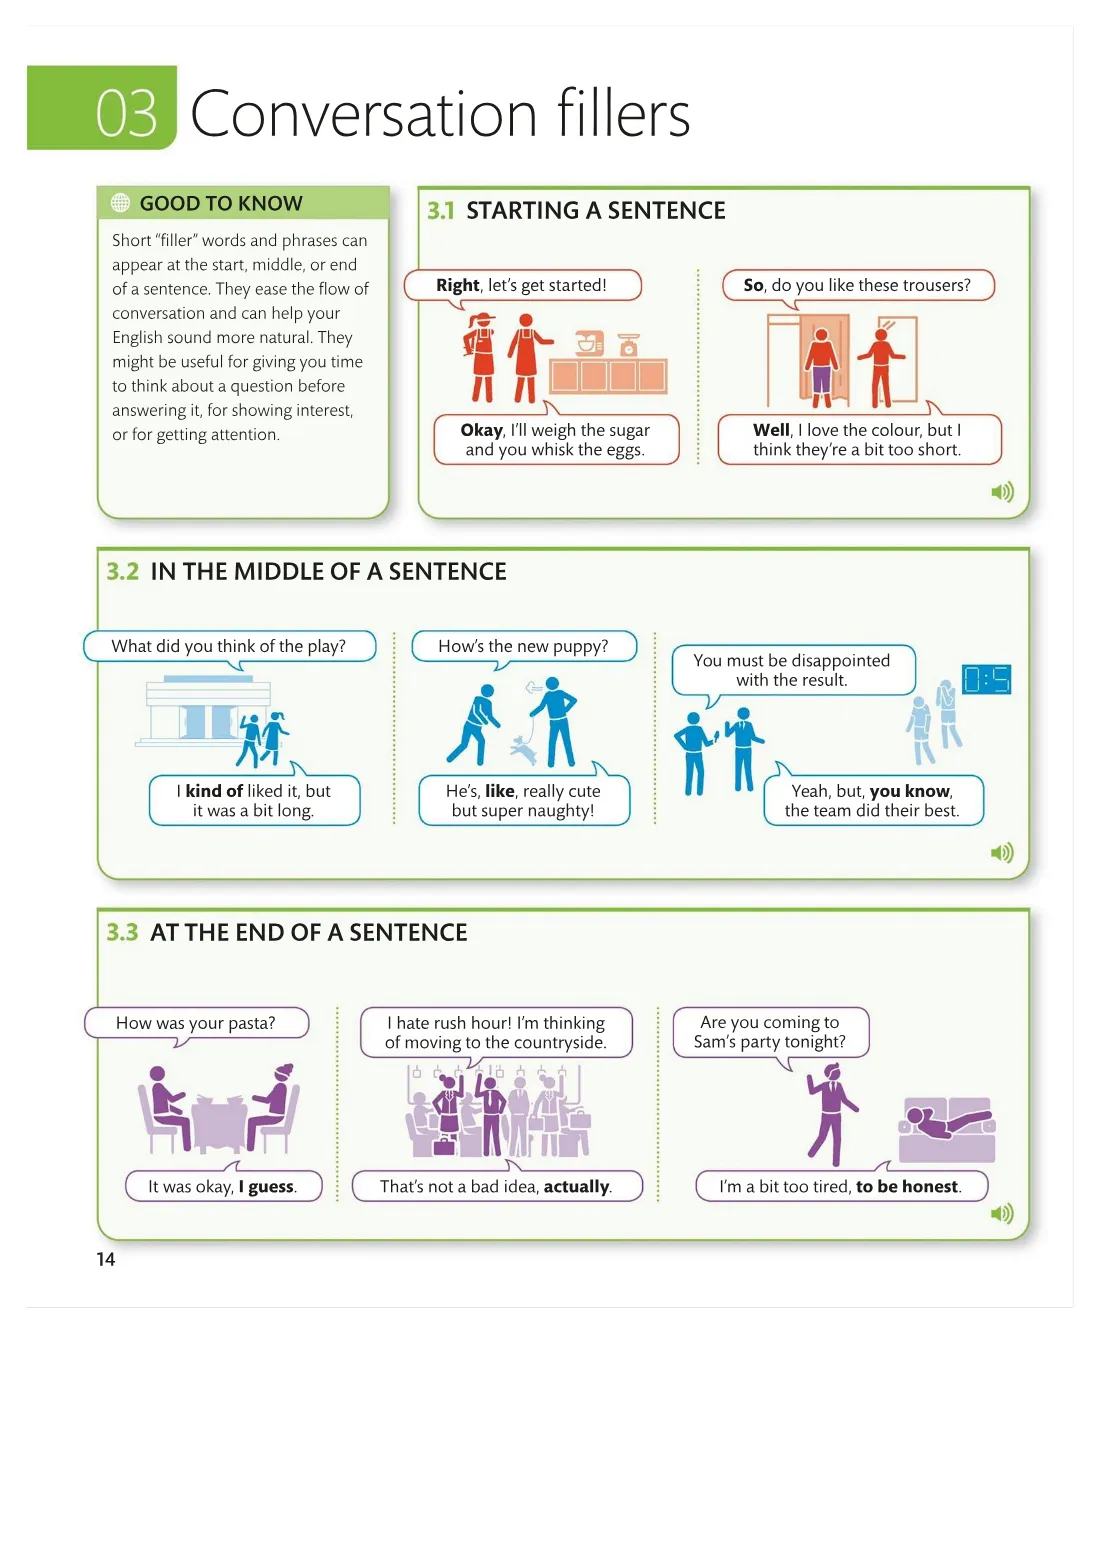 03 Conversation fillers
GOOD TO KNOW
Short “filler” words and phrases can
appear at the start, middle, or end
of a sentence. They ease the flow of
conversation and can help your
English sound more natural. They
might be useful for giving you time
to think about a question before
answering it, for showing interest,
or for getting attention.
3.1 STARTING A SENTENCE
Right, let’s get started!
Okay, I’ll weigh the sugar
and you whisk the eggs.
So, do you like these trousers?
Well, I love the colour, but I
think they’re a bit too short.
3.2 IN THE MIDDLE OF A SENTENCE
What did you think of the play?
I kind of liked it, but
it was a bit long.
How’s the new puppy?
He’s, like, really cute
but super naughty!
You must be disappointed
with the result.
0:5
Yeah, but, you know,
the team did their best.
3.3 AT THE END OF A SENTENCE
How was your pasta?
It was okay, I guess.
I hate rush hour! I’m thinking
of moving to the countryside.
That’s not a bad idea, actually.
Are you coming to
Sam’s party tonight?
I’m a bit too tired, to be honest.
14